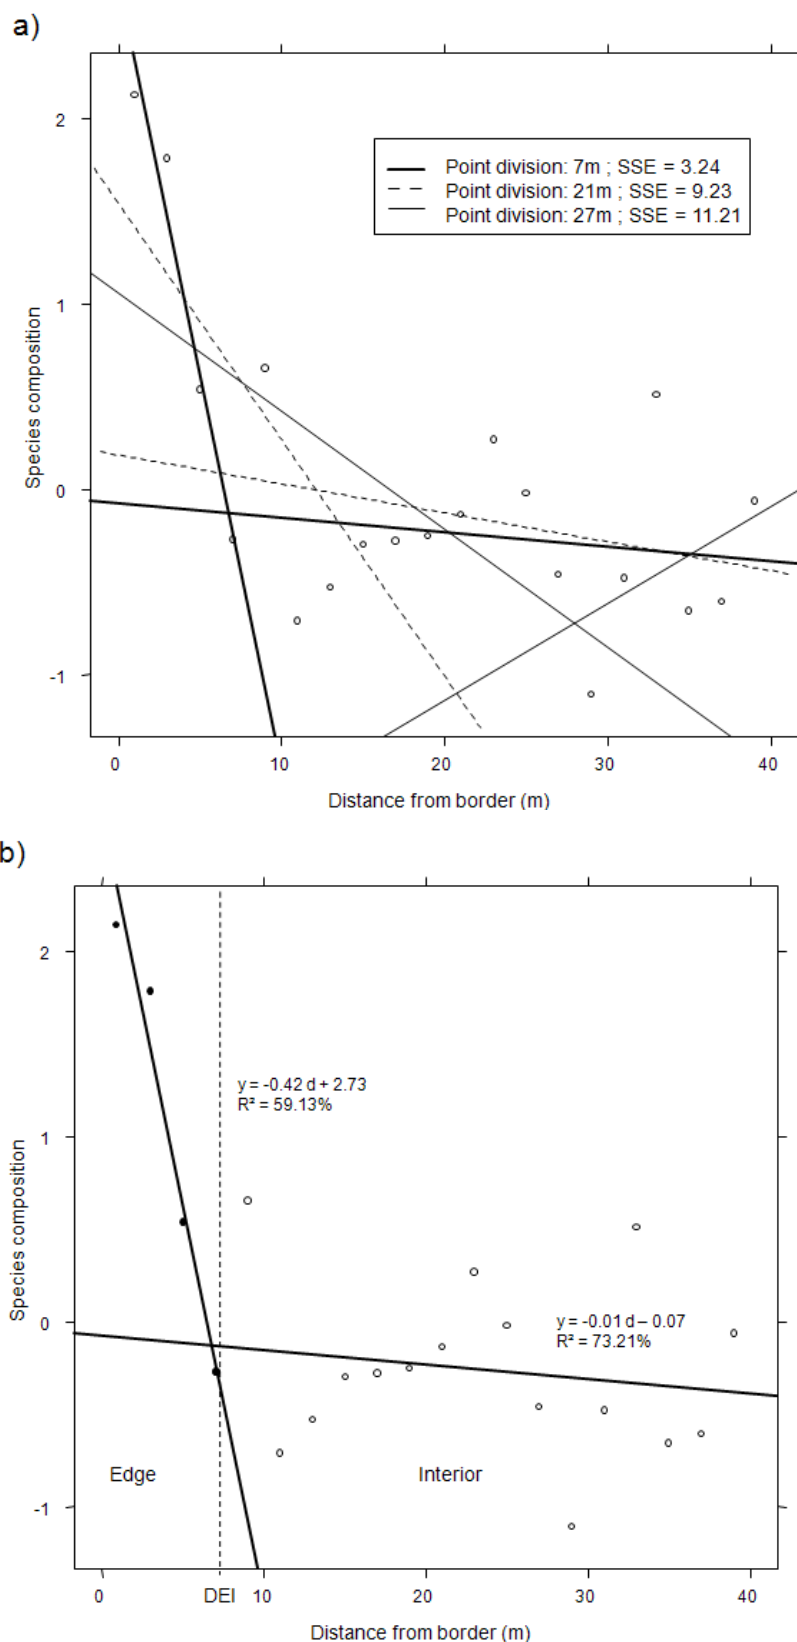 a)
2
1
0
-1
Species composition
Point division: 7m ; SSE = 3.24
Point division: 21m ; SSE = 9.23
Point division: 27m ; SSE = 11.21
0 10 20 30 40
Distance from border (m)
b)
2
1
0
-1
Species composition
y = -0.42 d + 2.73
R² = 59.13%
y = -0.01 d – 0.07
R² = 73.21%
Edge Interior
0 DEI 10 20 30 40
Distance from border (m)